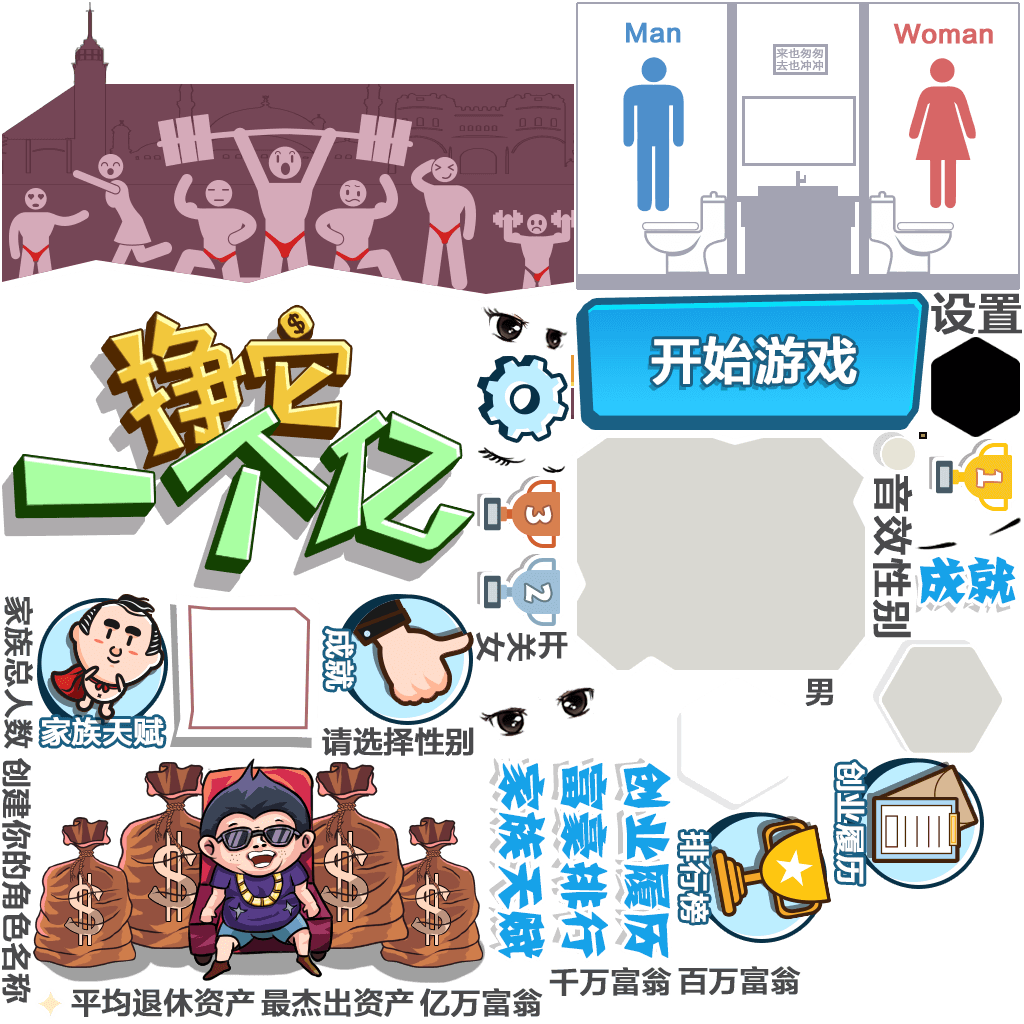 Man
Woman
来也匆匆
去也冲冲
挣它
一个亿
开始游戏
设置
1
音效性别
成就
3
2
开关女
家族总人数
家族天赋
成就
请选择性别
男
创建你的角色名称
家族天赋
富豪排行
创业履历
排行榜
创业履历
平均退休资产
最杰出资产
亿万富翁
千万富翁
百万富翁